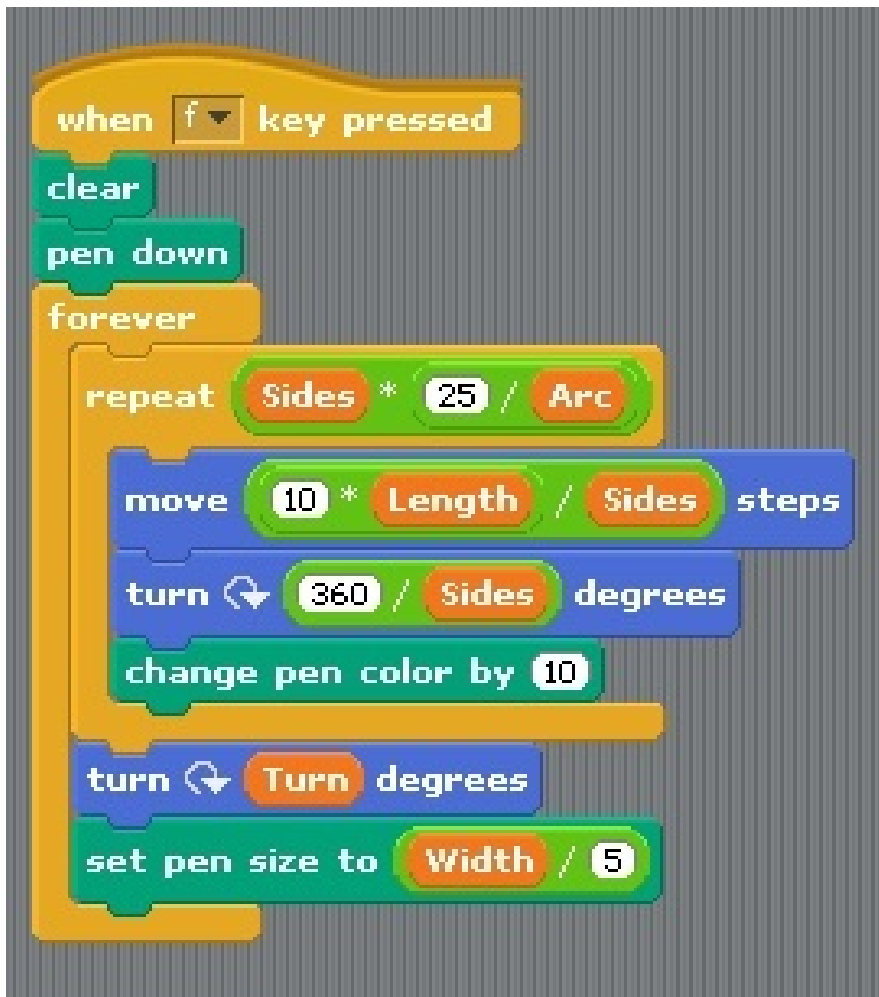 when f key pressed
clear
pen down
forever
repeat Sides * 25 / Arc
move 10 * Length / Sides steps
turn 360 / Sides degrees
change pen color by 10
turn Turn degrees
set pen size to Width / 5